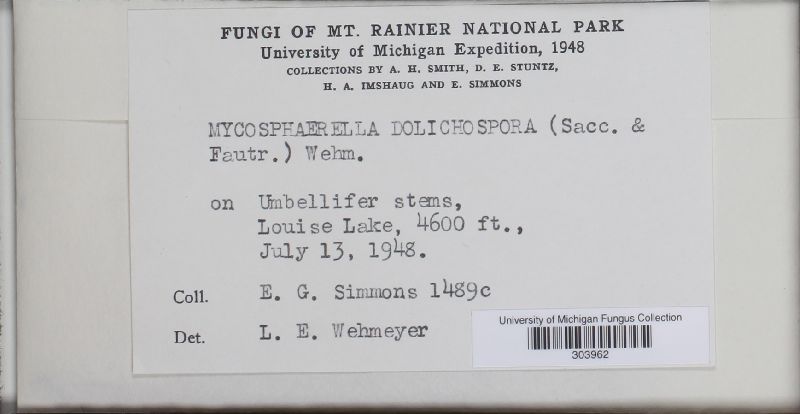 FUNGI OF MT. RAINIER NATIONAL PARK
University of Michigan Expedition, 1948
COLLECTIONS BY A. H. SMITH, D. E. STUNTZ,
H. A. IMSHAUG AND E. SIMMONS
MYCOSPHAERELLA DOLICHOSPORA (Sacc. &
Fautr.) Wehm.
on Umbellifer stems,
Louise Lake, 4600 ft.,
July 13, 1948.
Coll. E. G. Simmons 1489c
Det. L. E. Wehmeyer
University of Michigan Fungus Collection
303962